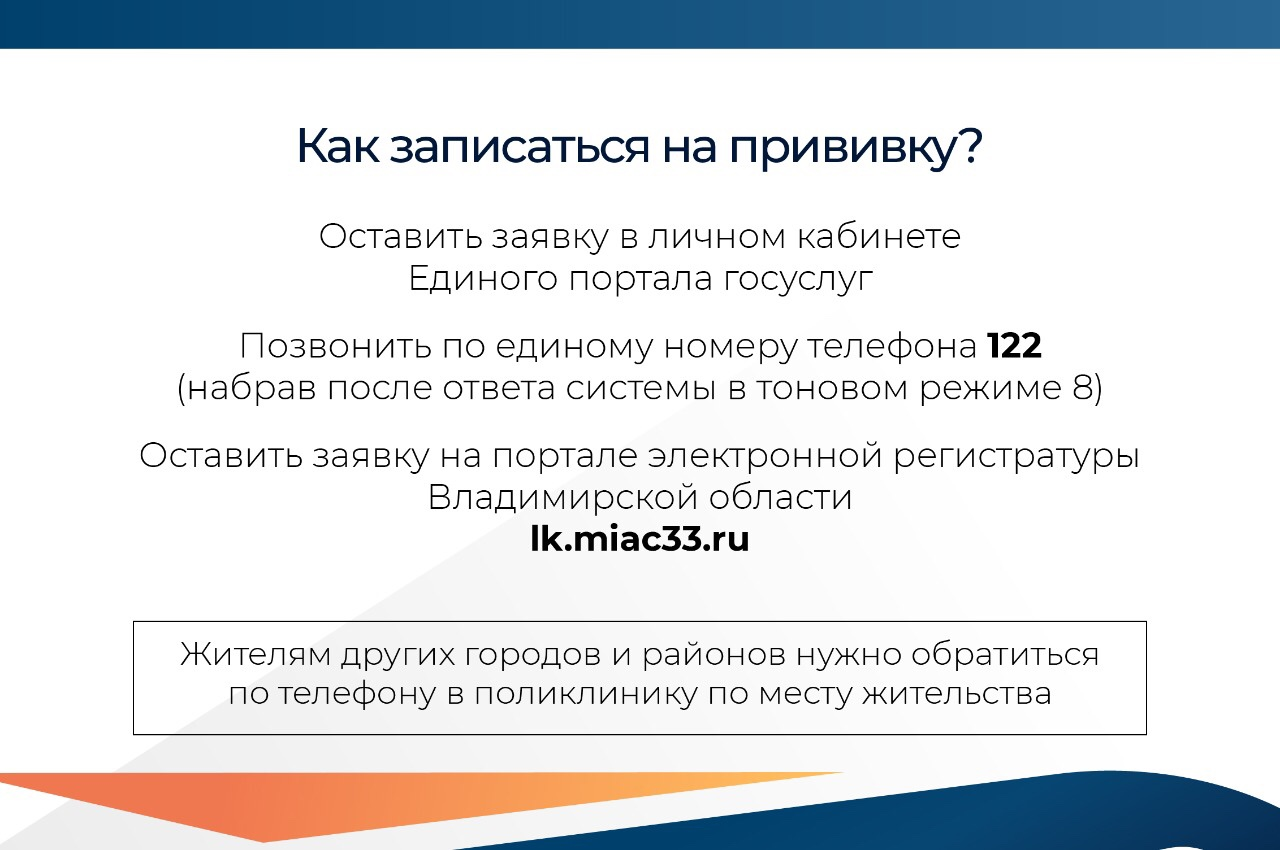 Как записаться на прививку?
Оставить заявку в личном кабинете
Единого портала госуслуг
Позвонить по единому номеру телефона 122
(набрав после ответа системы в тоновом режиме 8)
Оставить заявку на портале электронной регистратуры
Владимирской области
lk.miac33.ru
Жителям других городов и районов нужно обратиться
по телефону в поликлинику по месту жительства